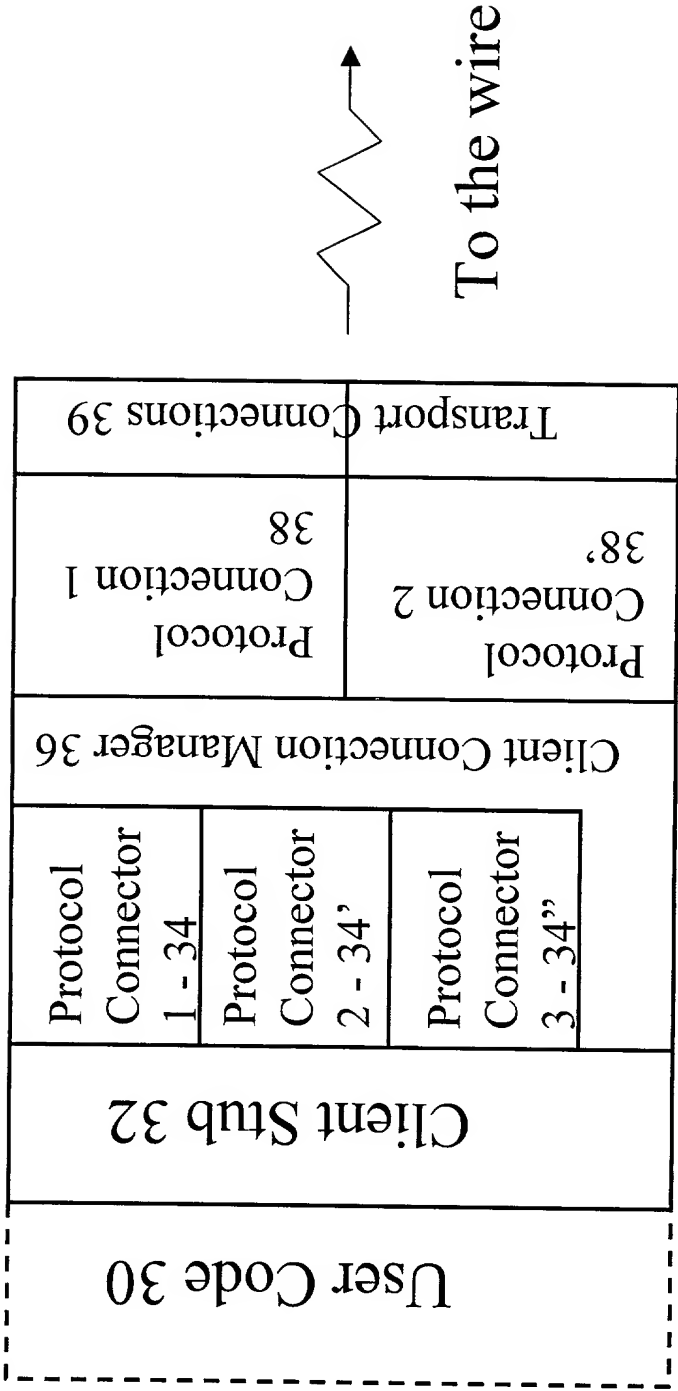 User Code 30
Client Stub 32
Protocol
Connector
1 - 34
Protocol
Connector
2 - 34’
Protocol
Connector
3 - 34”
Client Connection Manager 36
Protocol
Connection 1
38
Protocol
Connection 2
38’
Transport Connections 39
To the wire